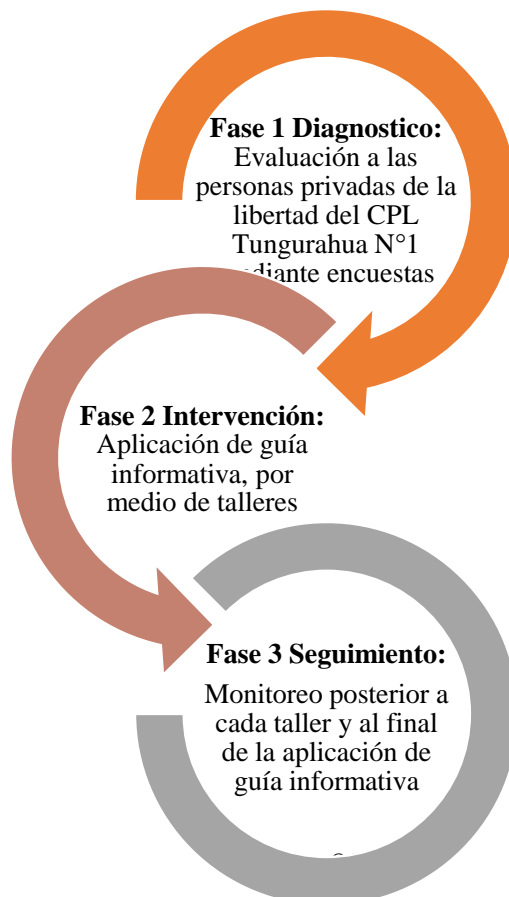 Fase 1 Diagnostico:
Evaluación a las
personas privadas de la
libertad del CPL
Tungurahua N°1
encuestas
Fase 2 Intervención:
Aplicación de guía
informativa, por
medio de talleres
Fase 3 Seguimiento:
Monitoreo posterior a
cada taller y al final
de la aplicación de
guía informativa